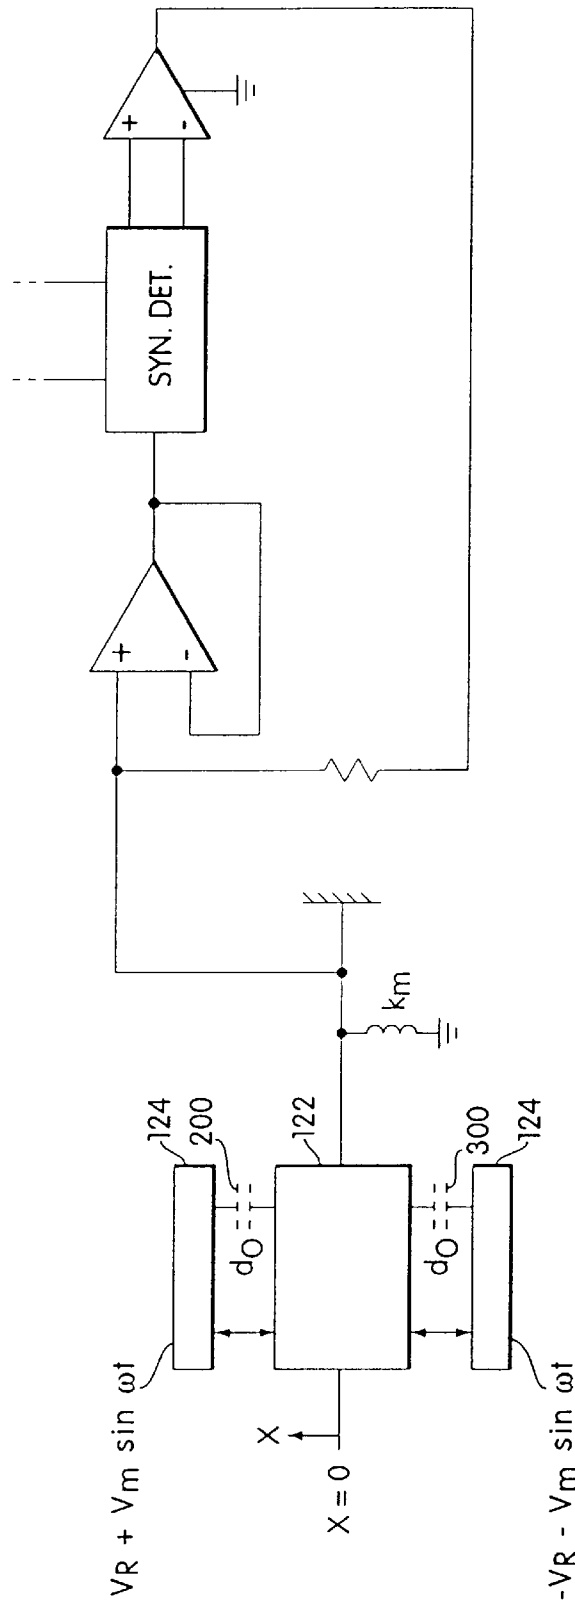 VR + Vm sin ωt
124
200
dO
X
X = 0
122
km
dO
300
124
-VR - Vm sin ωt
+
-
SYN. DET.
+
-